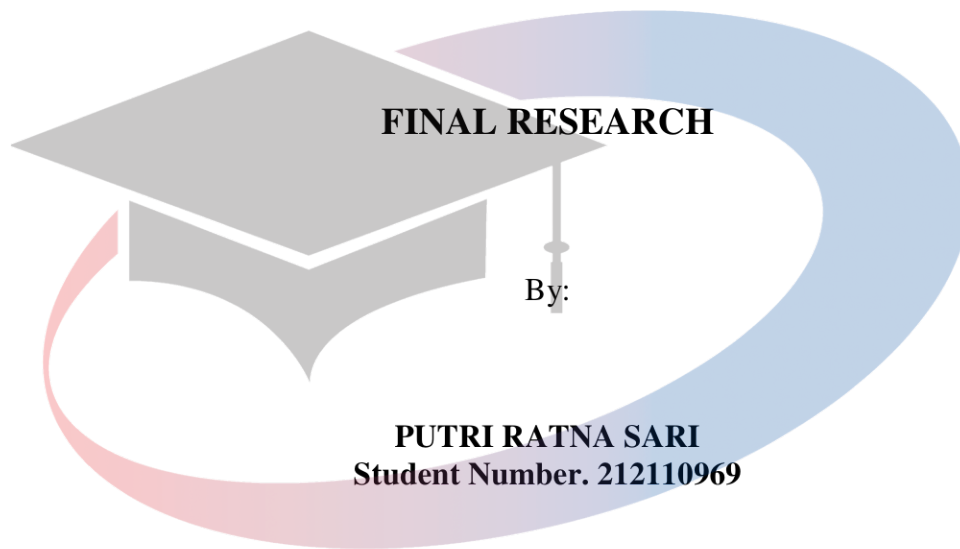 FINAL RESEARCH
By:
PUTRI RATNA SARI
Student Number. 212110969